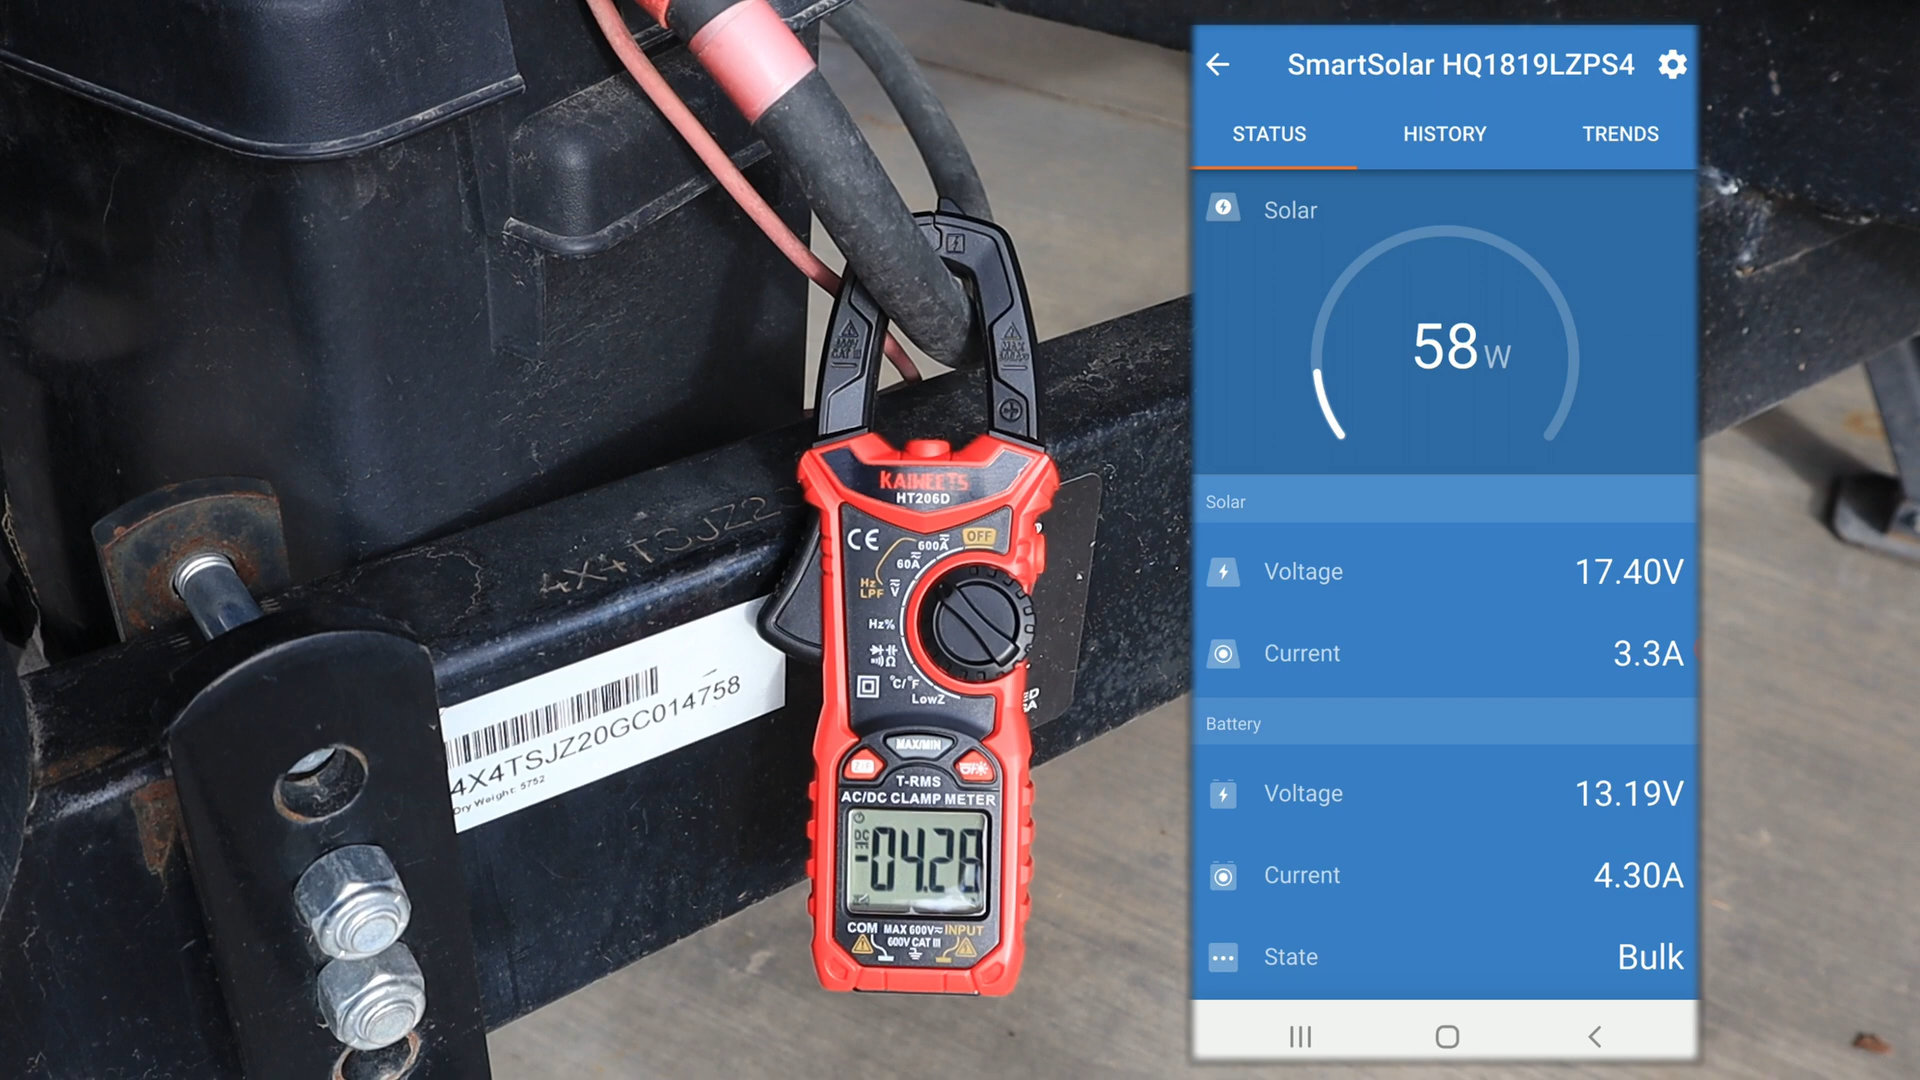 SmartSolar HQ1819LZPS4
STATUS HISTORY TRENDS
Solar
58 W
Solar
Voltage 17.40V
Current 3.3A
Battery
Voltage 13.19V
Current 4.30A
State Bulk
KAIWEETS
HT206D
CE
OFF
600A
60A
Hz
LPF
V
Hz%
Ω
°C/°F
LowZ
MAX/MIN
T-RMS
AC/DC CLAMP METER
DC
-04.28
COM MAX 600V INPUT
600V CAT III
4X4TSJZ2
4X4TSJZ20GC014758
Dry Weight: 5752